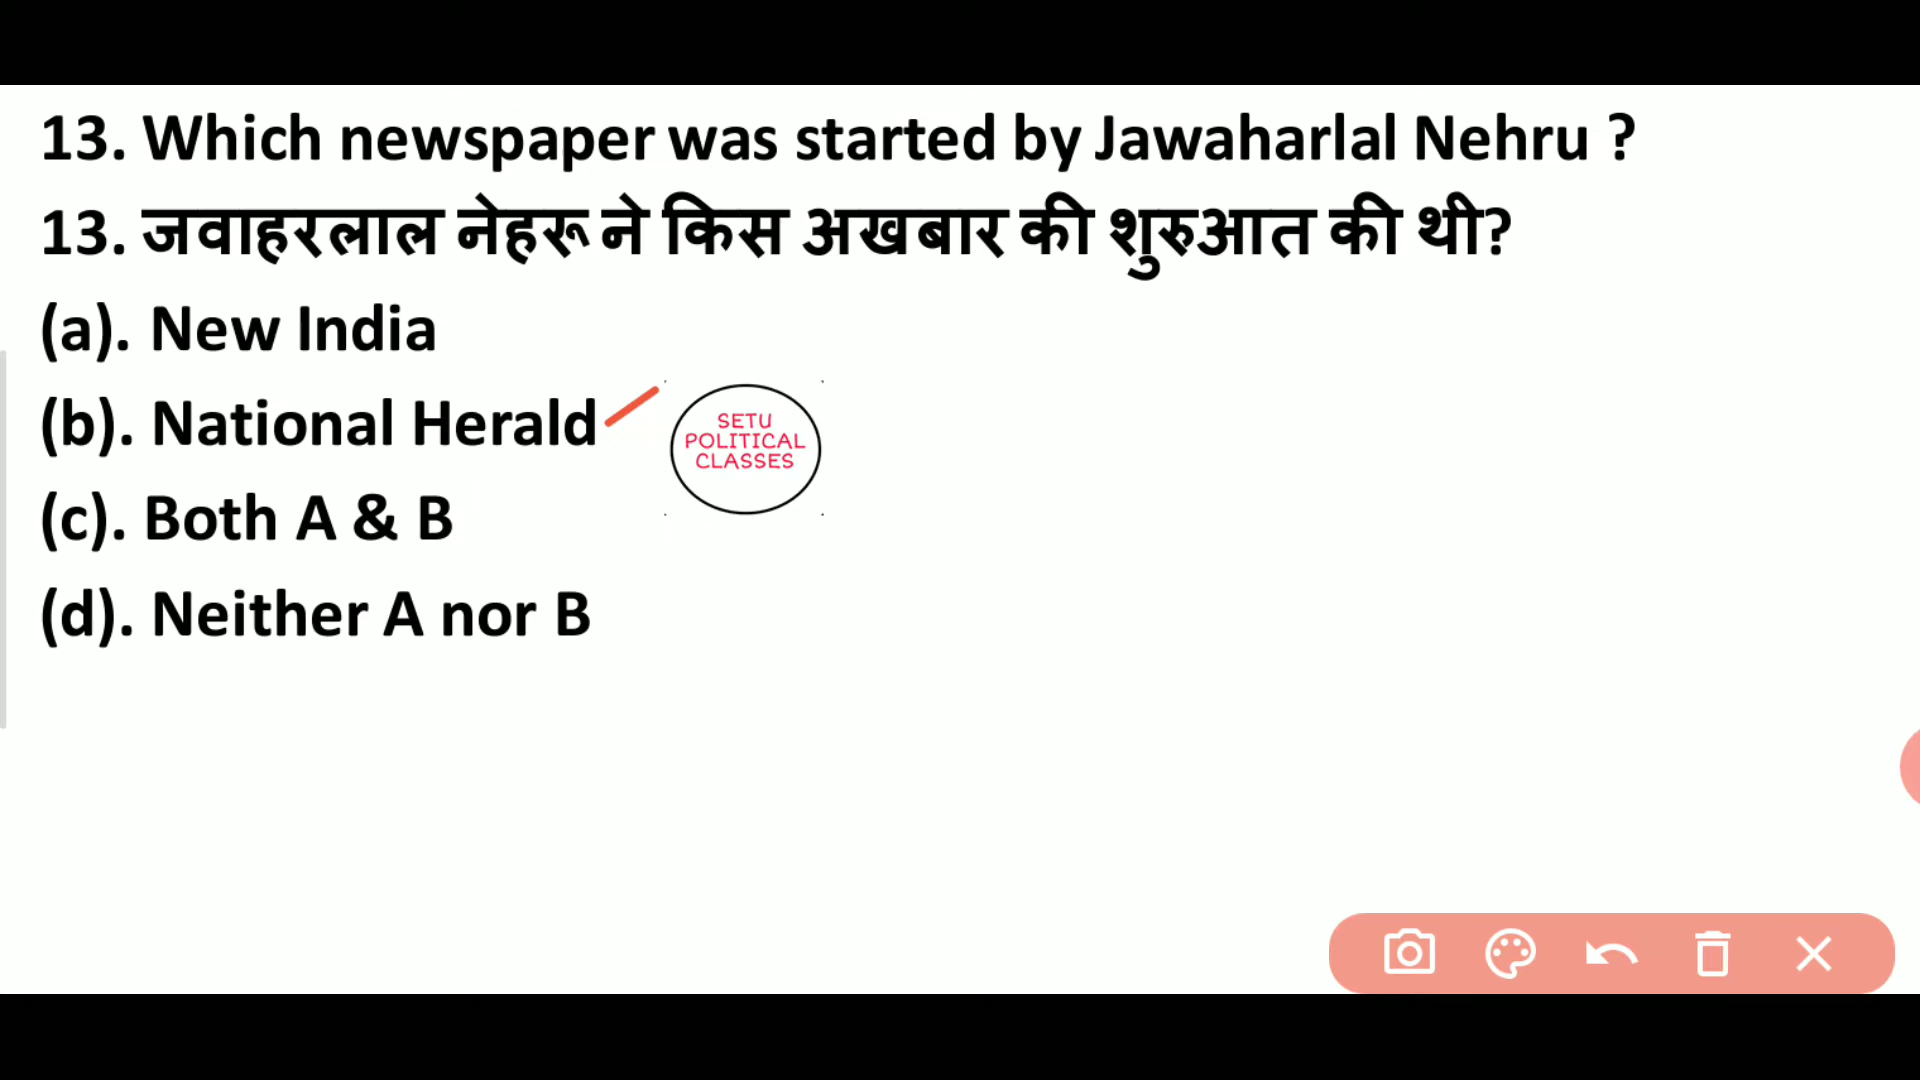 13. Which newspaper was started by Jawaharlal Nehru ?
13. जवाहरलाल नेहरू ने किस अखबार की शुरुआत की थी?
(a). New India
(b). National Herald
SETU
POLITICAL
CLASSES
(c). Both A & B
(d). Neither A nor B